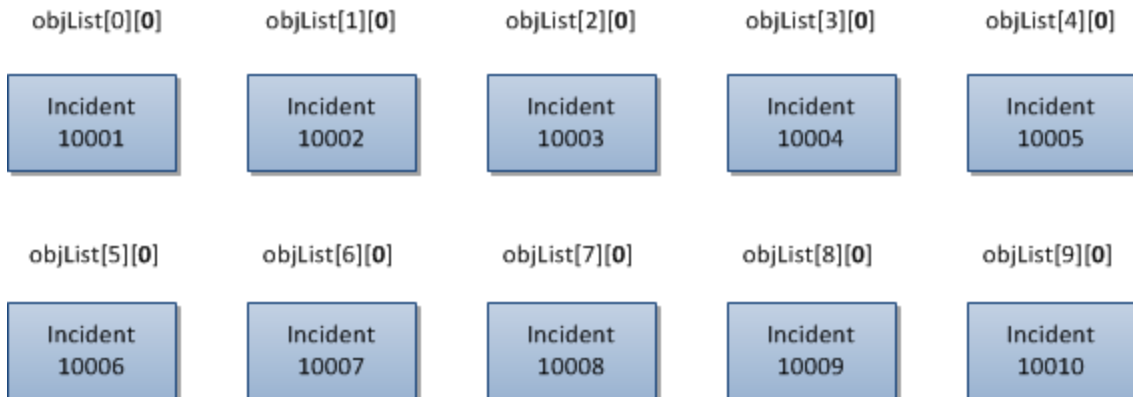 objList[0][0] objList[1][0] objList[2][0] objList[3][0] objList[4][0]
Incident Incident Incident Incident Incident
10001 10002 10003 10004 10005
objList[5][0] objList[6][0] objList[7][0] objList[8][0] objList[9][0]
Incident Incident Incident Incident Incident
10006 10007 10008 10009 10010